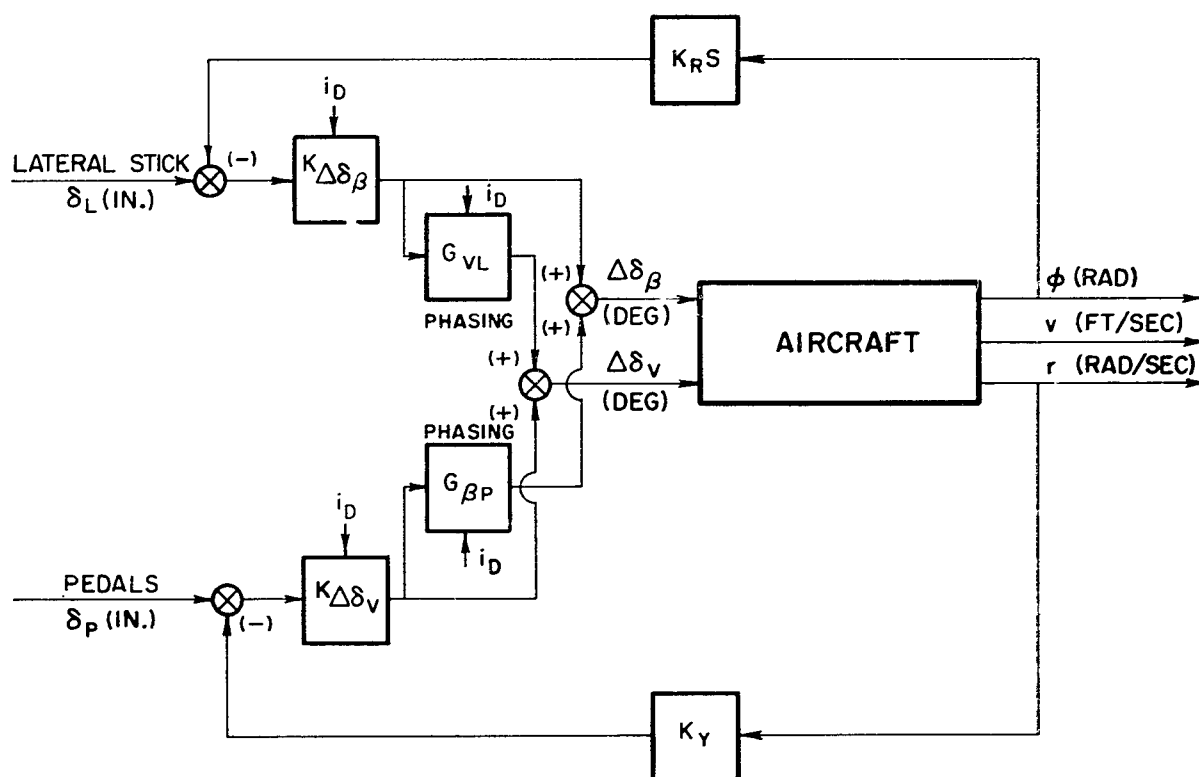 K_R S
i_D
LATERAL STICK
δ_L (IN.)
(-)
K_Δδ_β
i_D
G_VL
PHASING
(+)
(+)
Δδ_β
(DEG)
(+)
(+)
Δδ_V
(DEG)
AIRCRAFT
ϕ (RAD)
v (FT/SEC)
r (RAD/SEC)
PHASING
G_βP
i_D
i_D
PEDALS
δ_P (IN.)
(-)
K_Δδ_V
K_Y